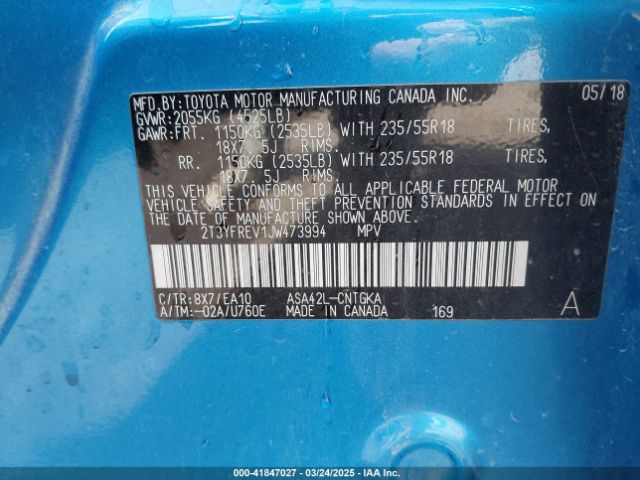 MFD.BY:TOYOTA MOTOR MANUFACTURING CANADA INC. 05/18
GVWR:2055KG (4525LB)
GAWR:FRT. 1150KG (2535LB) WITH 235/55R18 TIRES,
18X7.5J RIMS,
RR. 1150KG (2535LB) WITH 235/55R18 TIRES,
18X7.5J RIMS,
THIS VEHICLE CONFORMS TO ALL APPLICABLE FEDERAL MOTOR
VEHICLE SAFETY AND THEFT PREVENTION STANDARDS IN EFFECT ON
THE DATE OF MANUFACTURE SHOWN ABOVE.
2T3YFREV1JW473994 MPV
C/TR:8X7/EA10 ASA42L-CNTGKA A
A/TM:-02A/U760E MADE IN CANADA 169
000-41847027 - 03/24/2025 - IAA Inc.